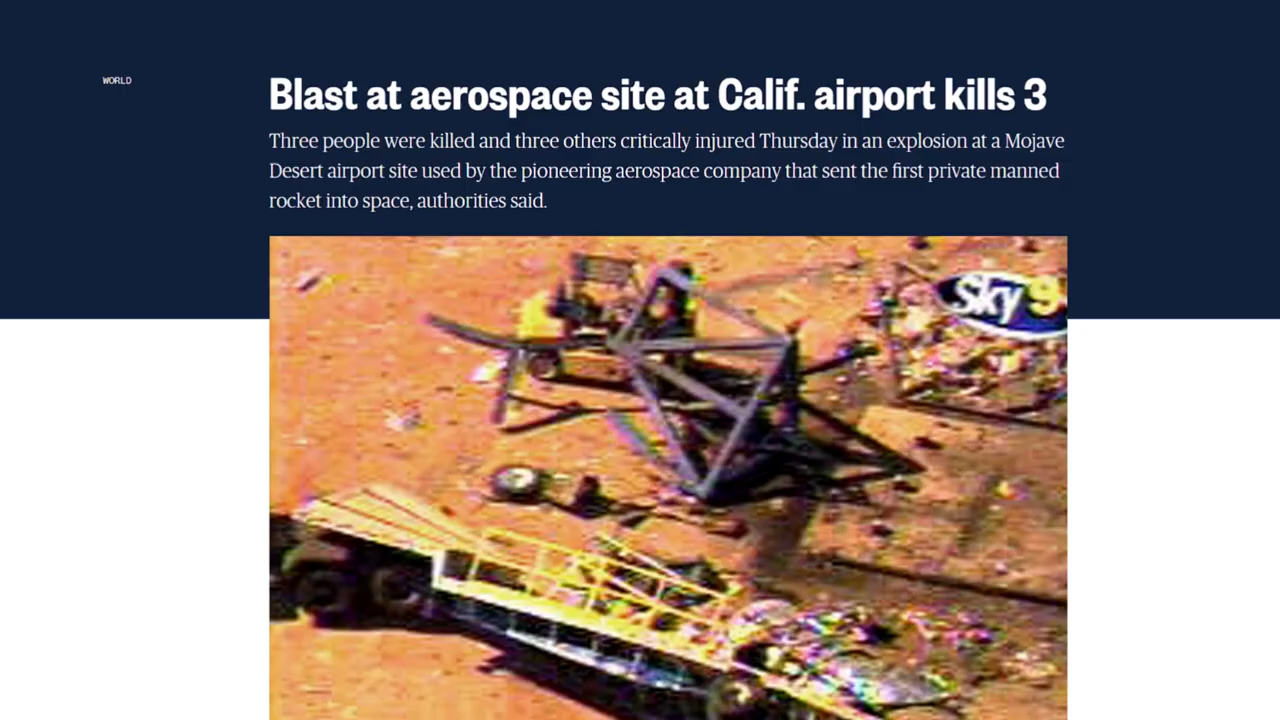 WORLD
Blast at aerospace site at Calif. airport kills 3
Three people were killed and three others critically injured Thursday in an explosion at a Mojave
Desert airport site used by the pioneering aerospace company that sent the first private manned
rocket into space, authorities said.
Sky 9